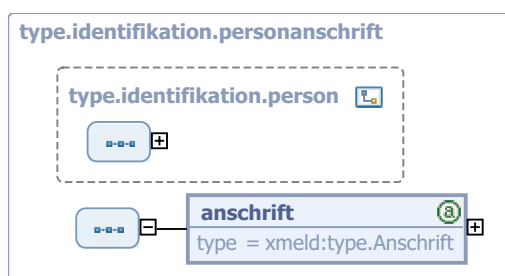 type.identifikation.personanschrift
type.identifikation.person
anschrift
type = xmeld:type.Anschrift